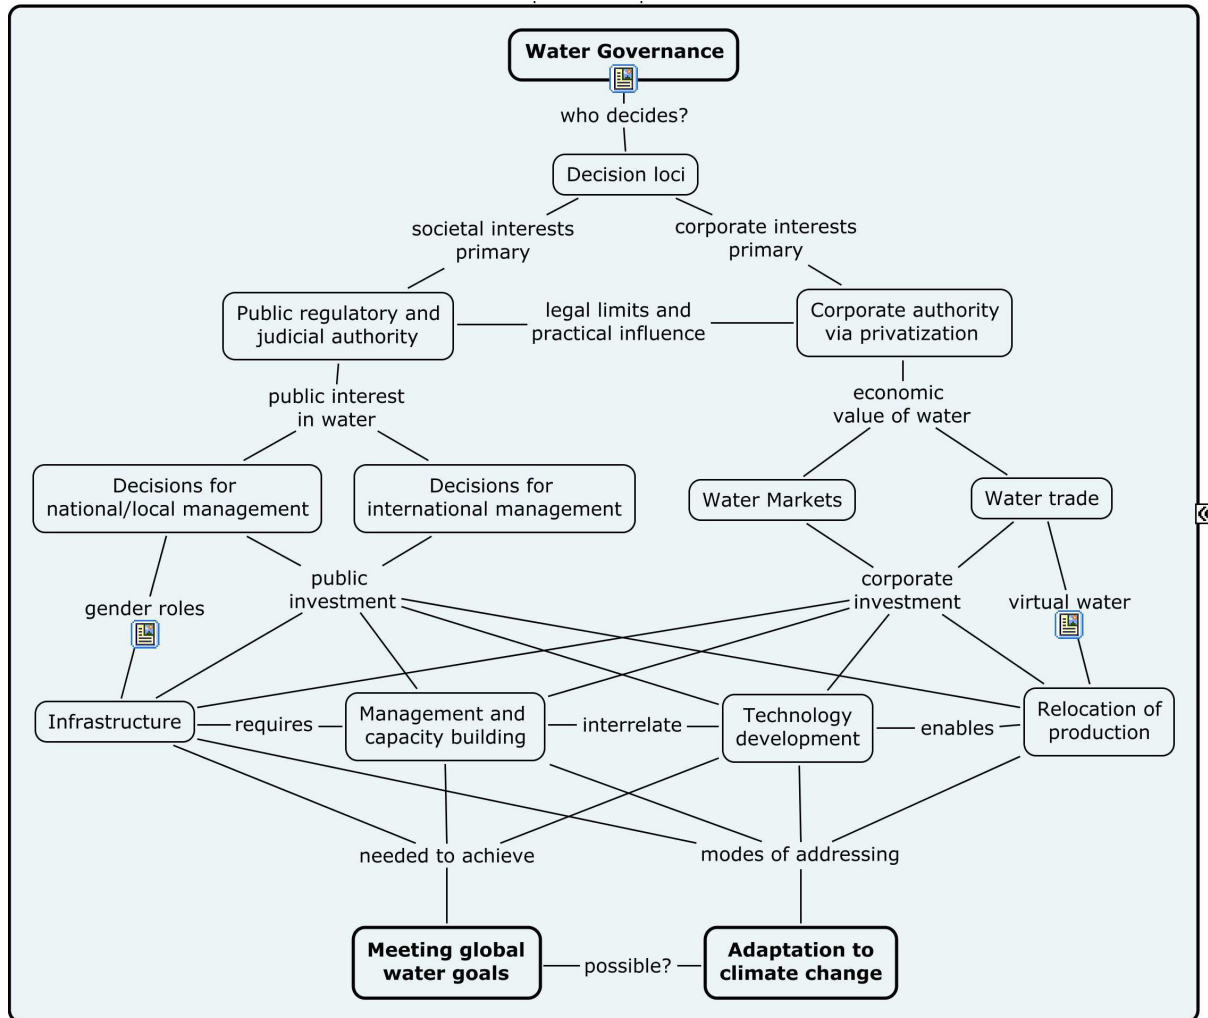 Water Governance
who decides?
Decision loci
societal interests
primary
corporate interests
primary
Public regulatory and
judicial authority
legal limits and
practical influence
Corporate authority
via privatization
public interest
in water
economic
value of water
Decisions for
national/local management
Decisions for
international management
Water Markets
Water trade
gender roles
public
investment
corporate
investment
virtual water
Infrastructure
requires
Management and
capacity building
interrelate
Technology
development
enables
Relocation of
production
needed to achieve
modes of addressing
Meeting global
water goals
possible?
Adaptation to
climate change